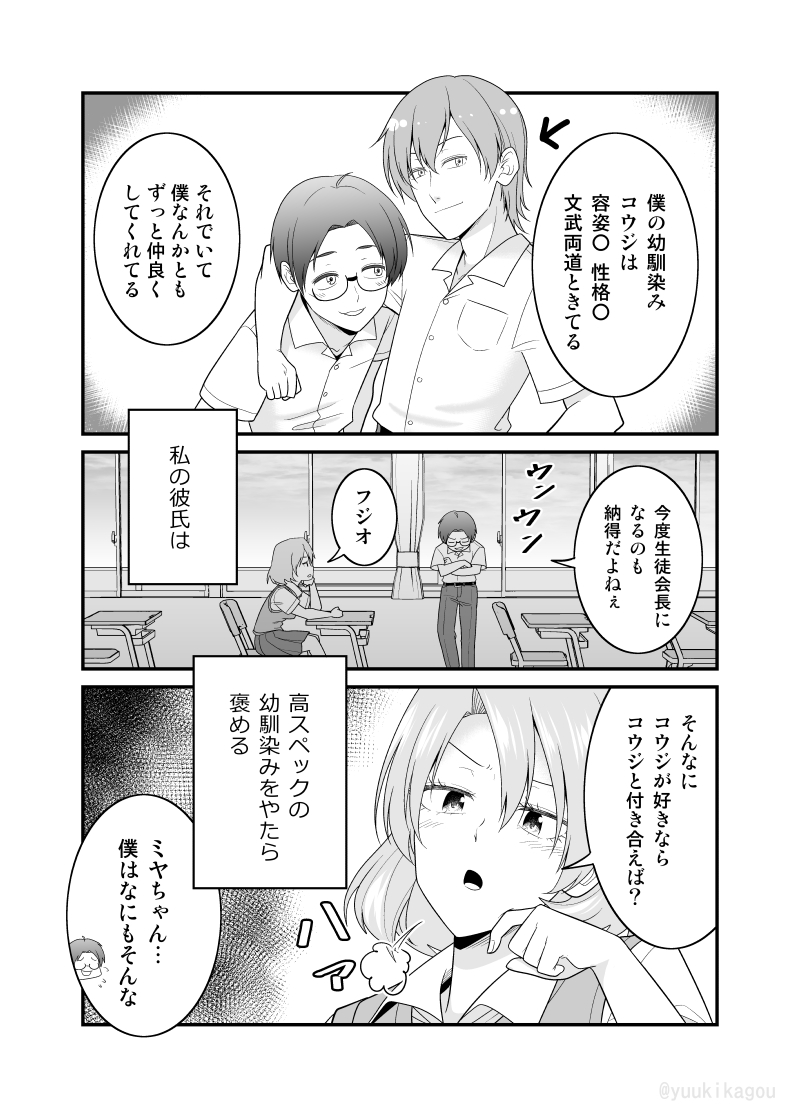 僕の幼馴染み
コウジは
容姿〇 性格〇
文武両道ときてる
それでいて
僕なんかとも
ずっと仲良く
してくれてる
私の彼氏は
今度生徒会長に
なるのも
納得だよねぇ
ウンウン
フジオ
高スペックの
幼馴染みをやたら
褒める
そんなに
コウジが好きなら
コウジと付き合えば？
ハァ
ミヤちゃん…
僕はなにもそんな
@yuukikagou